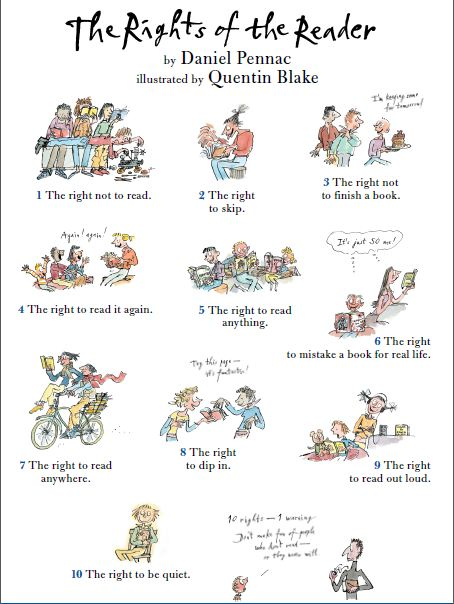 The Rights of the Reader
by Daniel Pennac
illustrated by Quentin Blake
I'm keeping some
for tomorrow!
1 The right not to read.
2 The right
to skip.
3 The right not
to finish a book.
Again! again!
4 The right to read it again.
5 The right to read
anything.
It's just SO me!
6 The right
to mistake a book for real life.
7 The right to read
anywhere.
Try this page—
it's fantastic!
8 The right
to dip in.
9 The right
to read out loud.
10 The right to be quiet.
10 rights — 1 warning
Don't make fun of people
who don't read —
or they never will